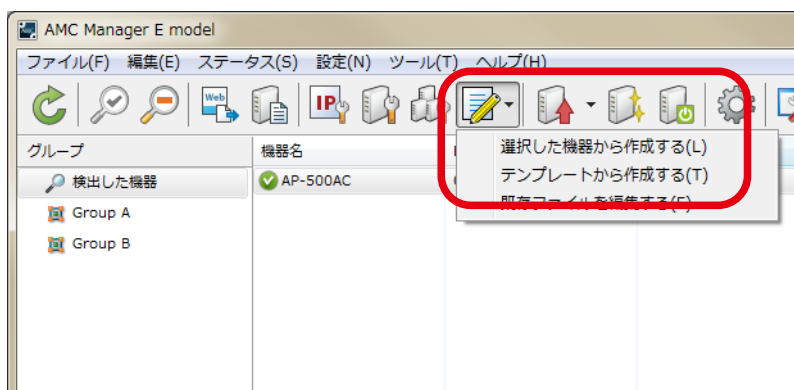 AMC Manager E model
ファイル(F) 編集(E) ステータス(S) 設定(N) ツール(T) ヘルプ(H)
Web
IP
グループ
機器名
選択した機器から作成する(L)
検出した機器
AP-500AC
テンプレートから作成する(T)
既存ファイルを編集する(E)
Group A
Group B